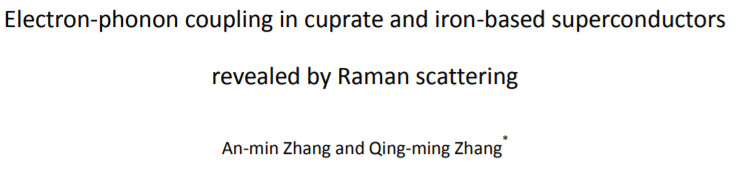 Electron-phonon coupling in cuprate and iron-based superconductors
revealed by Raman scattering
An-min Zhang and Qing-ming Zhang*